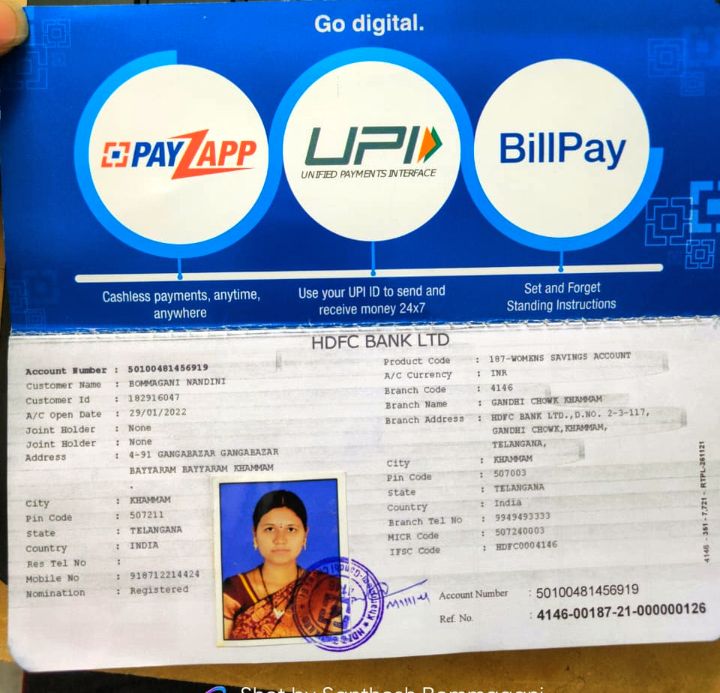 Go digital.
PAYZAPP
UPI
UNIFIED PAYMENTS INTERFACE
BillPay
Cashless payments, anytime,
anywhere
Use your UPI ID to send and
receive money 24x7
Set and Forget
Standing Instructions
HDFC BANK LTD
Account Number : 50100481456919
Customer Name : BOMMAGANI NANDINI
Customer Id : 182916047
A/C Open Date : 29/01/2022
Joint Holder : None
Joint Holder : None
Address : 4-91 GANGABAZAR GANGABAZAR
BAYYARAM BAYYARAM KHAMMAM
.
City : KHAMMAM
Pin Code : 507211
State : TELANGANA
Country : INDIA
Res Tel No :
Mobile No : 918712214424
Nomination : Registered
Product Code : 187-WOMENS SAVINGS ACCOUNT
A/C Currency : INR
Branch Code : 4146
Branch Name : GANDHI CHOWK KHAMMAM
Branch Address : HDFC BANK LTD.,D.NO. 2-3-117,
GANDHI CHOWK,KHAMMAM,
TELANGANA,
City : KHAMMAM
Pin Code : 507003
State : TELANGANA
Country : India
Branch Tel No : 9949493333
MICR Code : 507240003
IFSC Code : HDFC0004146
Account Number : 50100481456919
Ref. No. : 4146-00187-21-000000126
4146 - 351 - 7,721 - RTPL-261121
Shot by Santhosh Bommagani